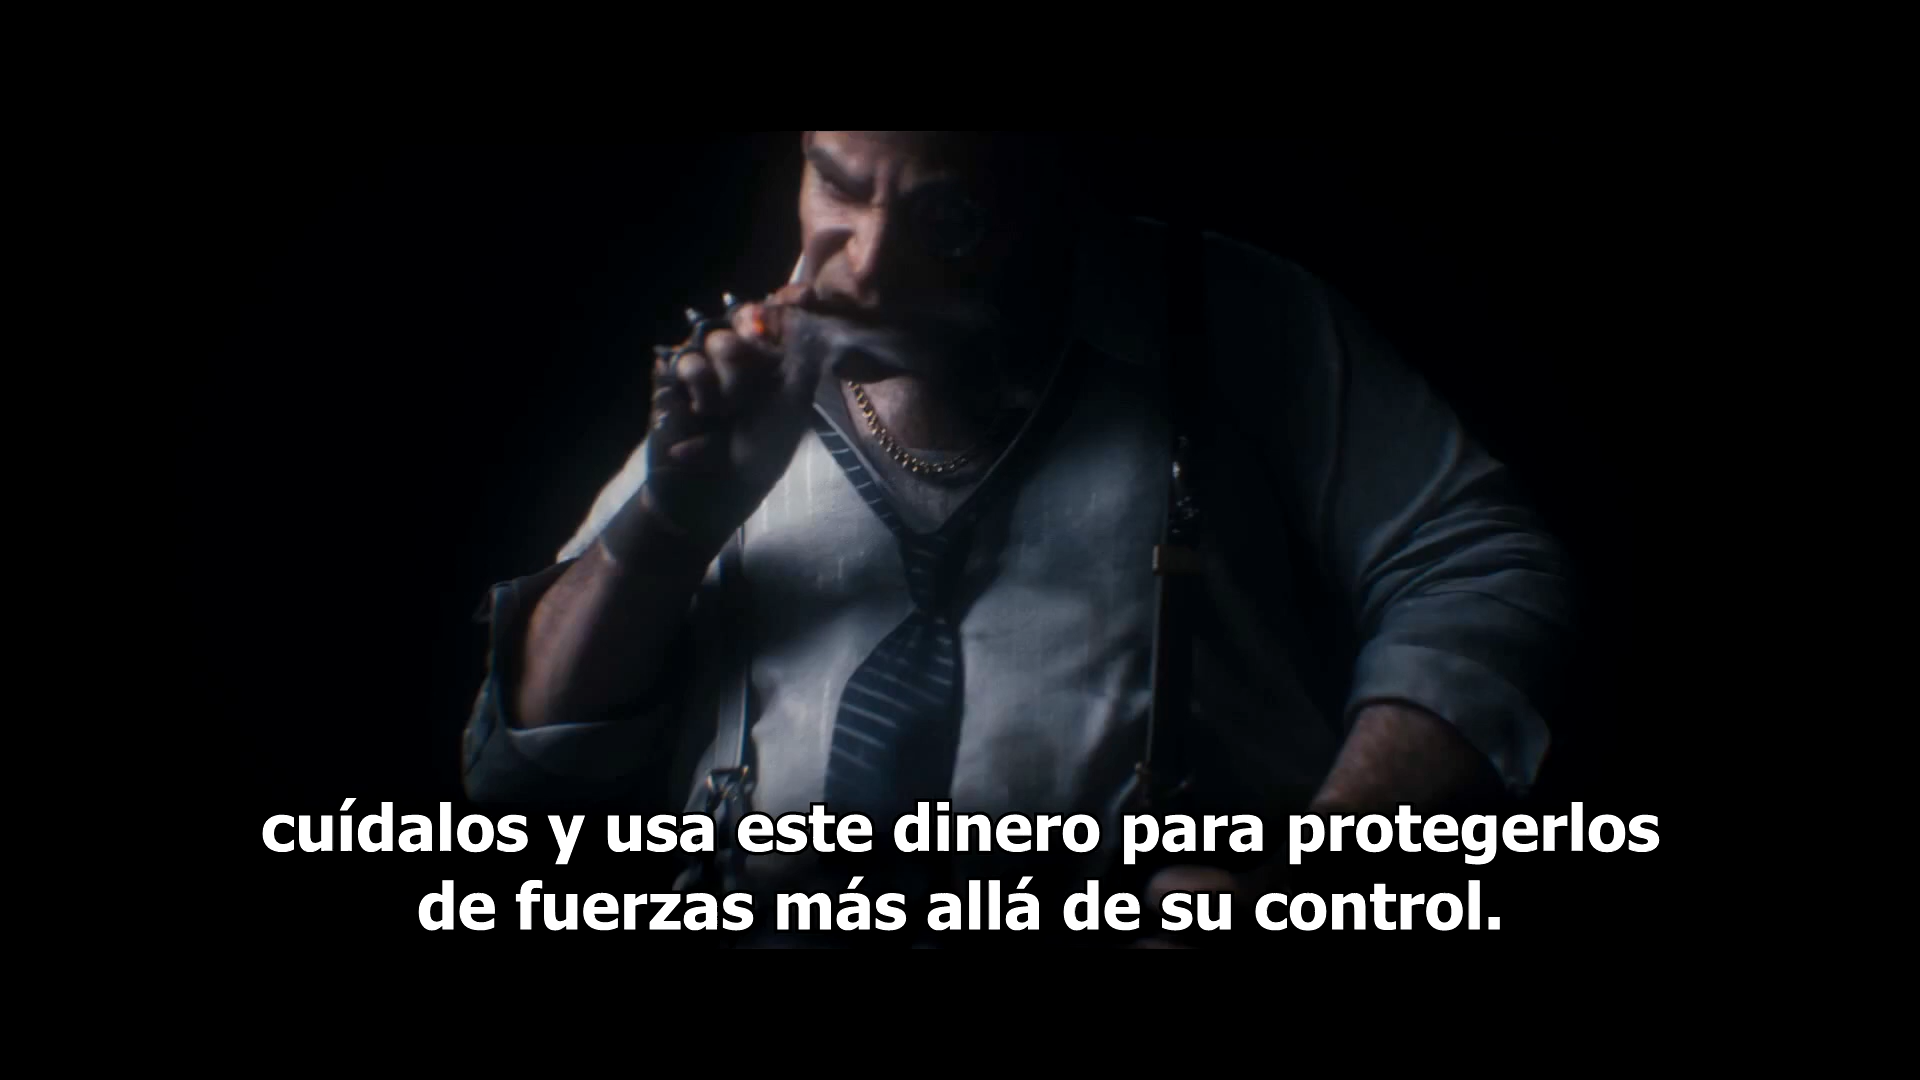 cuídalos y usa este dinero para protegerlos
de fuerzas más allá de su control.